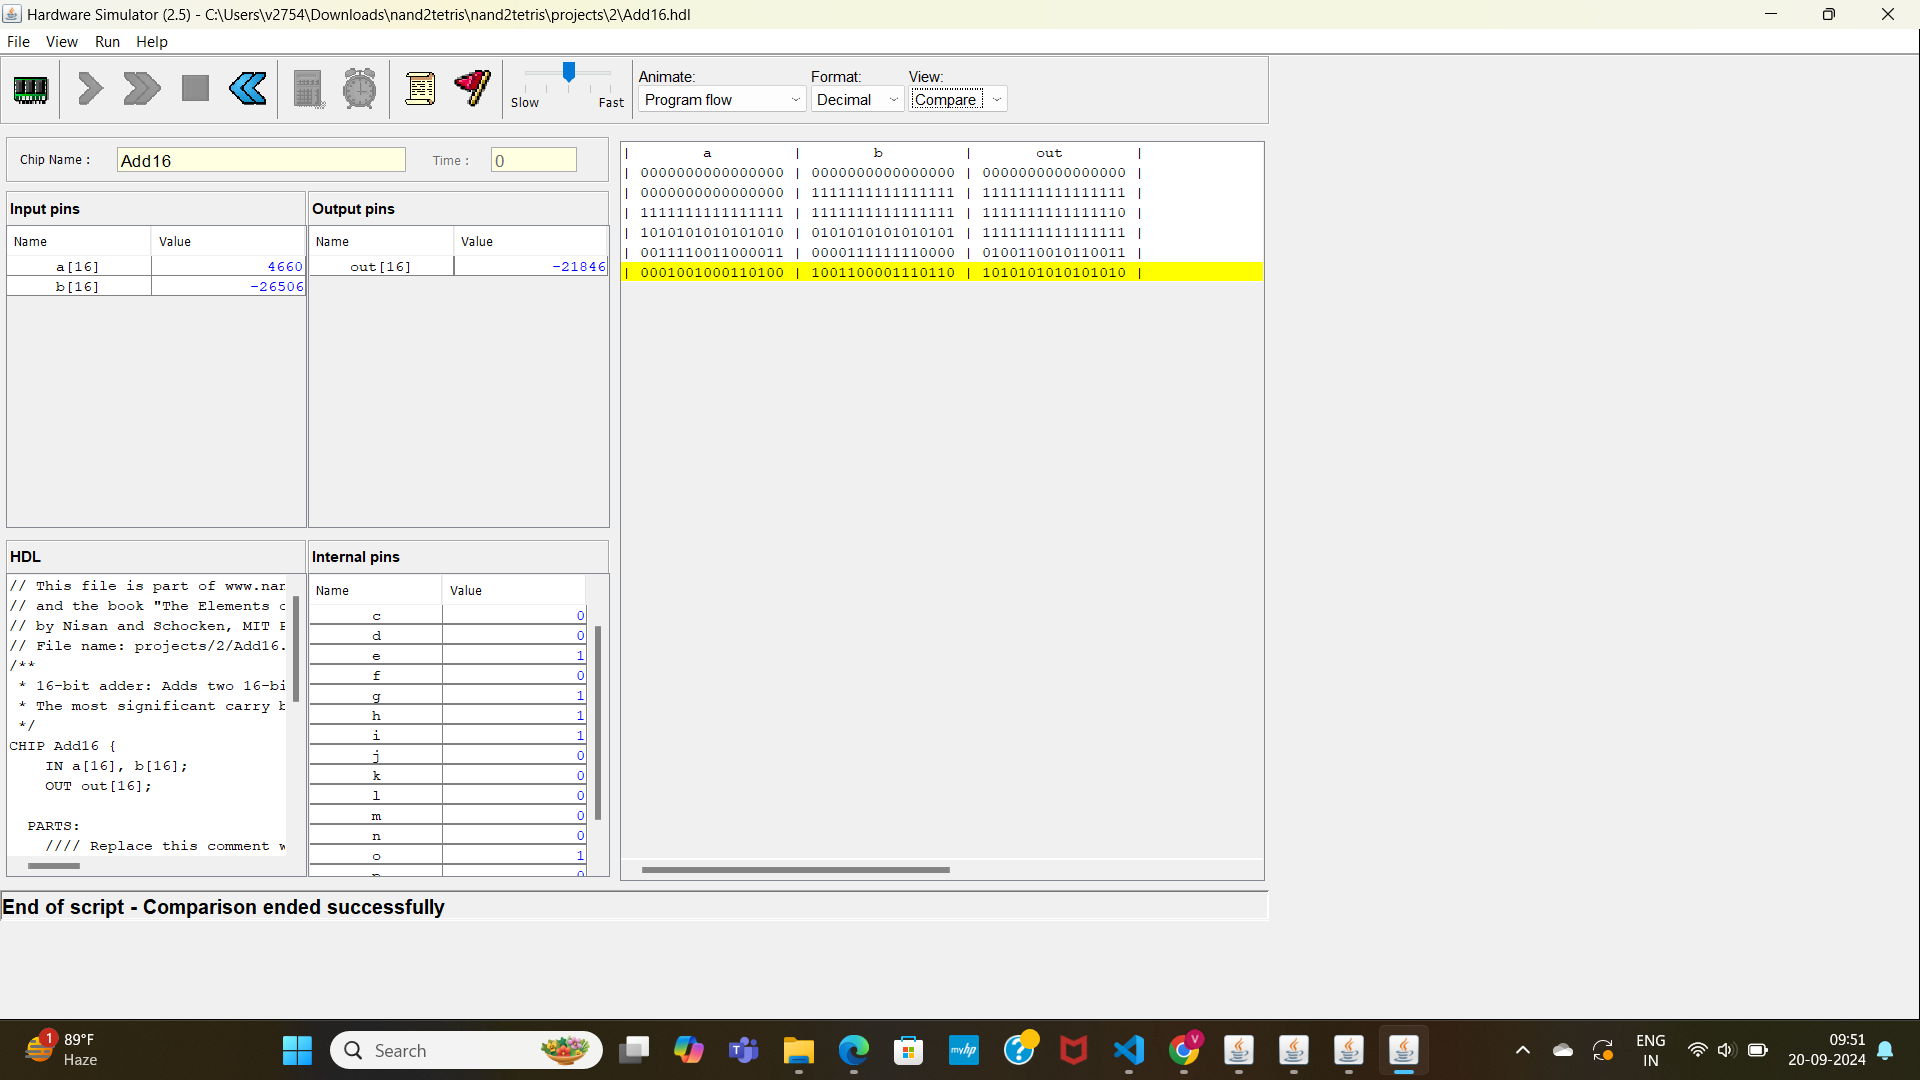 Hardware Simulator (2.5) - C:\Users\v2754\Downloads\nand2tetris\nand2tetris\projects\2\Add16.hdl
File View Run Help
Slow Fast
Animate:
Program flow
Format:
Decimal
View:
Compare
Chip Name :
Add16
Time :
0
Input pins
Name Value
a[16] 4660
b[16] -26506
Output pins
Name Value
out[16] -21846
HDL
// This file is part of www.nan
// and the book "The Elements o
// by Nisan and Schocken, MIT P
// File name: projects/2/Add16.
/**
* 16-bit adder: Adds two 16-bi
* The most significant carry b
*/
CHIP Add16 {
IN a[16], b[16];
OUT out[16];
PARTS:
//// Replace this comment w
Internal pins
Name Value
c 0
d 0
e 1
f 0
g 1
h 1
i 1
j 0
k 0
l 0
m 0
n 0
o 1
| a | b | out |
| 0000000000000000 | 0000000000000000 | 0000000000000000 |
| 0000000000000000 | 1111111111111111 | 1111111111111111 |
| 1111111111111111 | 1111111111111111 | 1111111111111110 |
| 1010101010101010 | 0101010101010101 | 1111111111111111 |
| 0011110011000011 | 0000111111110000 | 0100110010110011 |
| 0001001000110100 | 1001100001110110 | 1010101010101010 |
End of script - Comparison ended successfully
1
89°F
Haze
Search
myhp
V
ENG
IN
09:51
20-09-2024